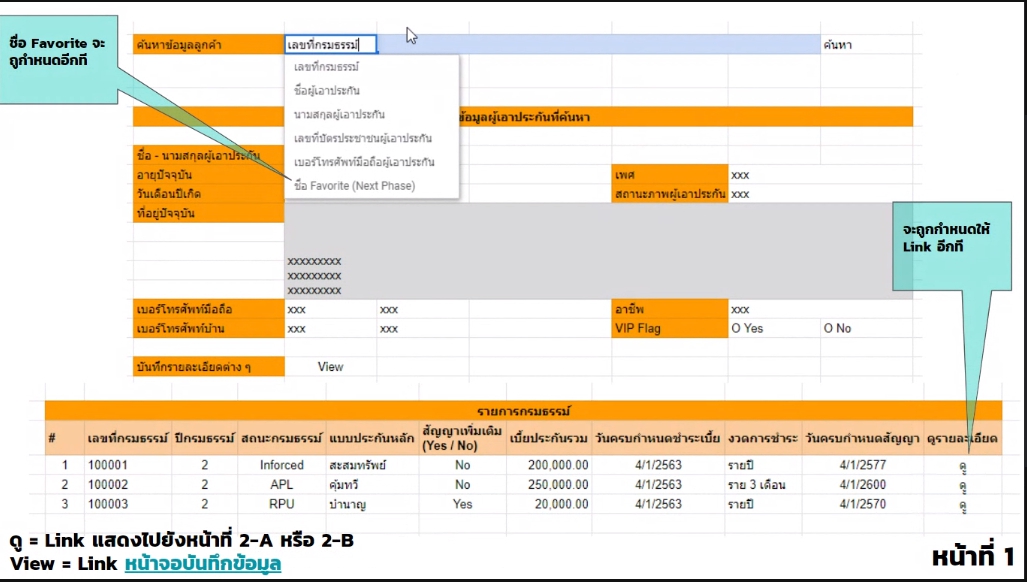 ชื่อ Favorite จะ
ถูกำหนดอีกที
ค้นหาข้อมูลลูกค้า เลขที่กรมธรรม์ ค้นหา
เลขที่กรมธรรม์
ชื่อผู้เอาประกัน
นามสกุลผู้เอาประกัน
เลขที่บัตรประชาชนผู้เอาประกัน
เบอร์โทรศัพท์มือถือผู้เอาประกัน
ชื่อ Favorite (Next Phase)
ข้อมูลผู้เอาประกันที่ค้นหา
ชื่อ - นามสกุลผู้เอาประกัน
อายุปัจจุบัน เพศ xxx
วันเดือนปีเกิด สถานะภาพผู้เอาประกัน xxx
ที่อยู่ปัจจุบัน
จะถูกกำหนดให้
Link อีกที
xxxxxxxxx
xxxxxxxxx
xxxxxxxxx
เบอร์โทรศัพท์มือถือ xxx xxx อาชีพ xxx
เบอร์โทรศัพท์บ้าน xxx xxx VIP Flag O Yes O No
บันทึกรายละเอียดต่าง ๆ View
รายการกรมธรรม์
# เลขที่กรมธรรม์ ปีกรมธรรม์ สถนะกรมธรรม์ แบบประกันหลัก สัญญาเพิ่มเติม (Yes / No) เบี้ยประกันรวม วันครบกำหนดชำระเบี้ย งวดการชำระ วันครบกำหนดสัญญา ดูรายละเอียด
1 100001 2 Inforced สะสมทรัพย์ No 200,000.00 4/1/2563 รายปี 4/1/2577 ดู
2 100002 2 APL คุ้มทวี No 250,000.00 4/1/2563 ราย 3 เดือน 4/1/2600 ดู
3 100003 2 RPU บำนาญ Yes 20,000.00 4/1/2563 รายปี 4/1/2570 ดู
ดู = Link แสดงไปยังหน้าที่ 2-A หรือ 2-B
View = Link หน้าจอบันทึกข้อมูล
หน้าที่ 1